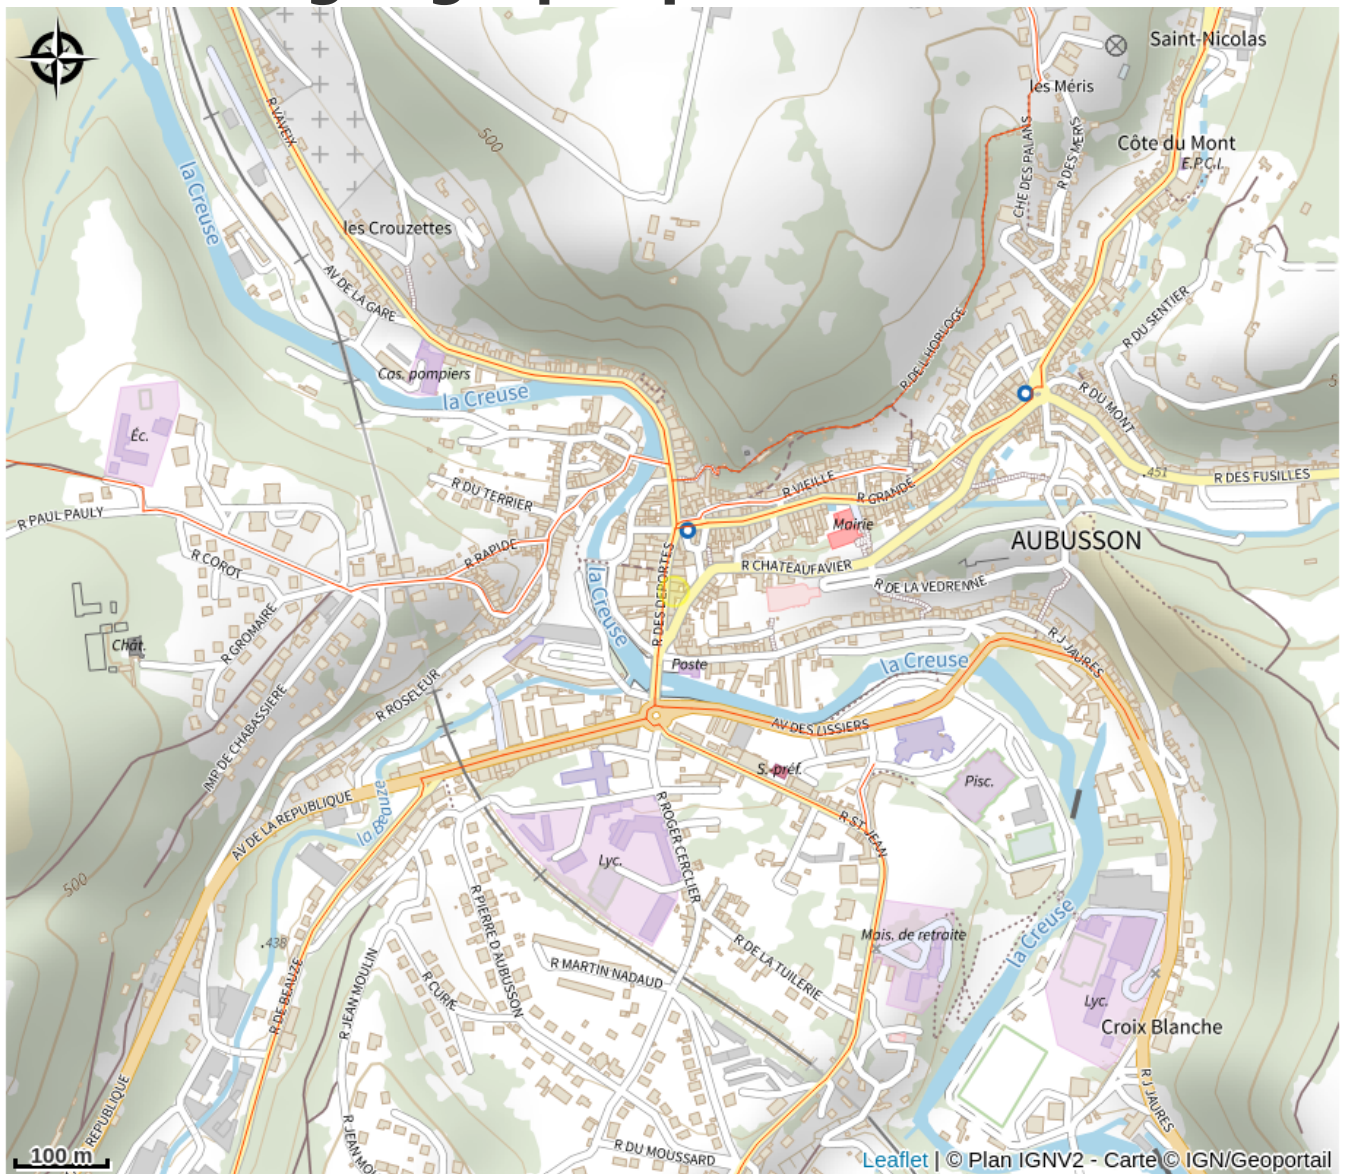 Saint-Nicolas
les Méris
R VAVEIX
500
Côte du Mont
E.P.C.I.
CHE DES PALANS
R DES MERIS
la Creuse
les Crouzettes
AV DE LA GARE
R DU SENTIER
R DE L'HORLOGE
Cas. pompiers
la Creuse
R DU MONT
Éc.
.451
R DES FUSILLES
R DU TERRIER
R VIEILLE
R GRANDE
R PAUL PAULY
Mairie
AUBUSSON
R RAPIDE
R COROT
R CHATEAUFAVIER
R DE LA VEDRENNE
la Creuse
R DES DEPORTES
R GROMAIRE
Chât.
R J JAURES
Poste
la Creuse
R ROSELEUR
IMP DE CHABASSIERE
AV DES LISSIERS
S.-préf.
Pisc.
la Beauze
AV DE LA REPUBLIQUE
R ROGER CERCLIER
R ST JEAN
Lyc.
500
R PIERRE D AUBUSSON
.438
Mais. de retraite
la Creuse
R DE LA TUILERIE
R MARTIN NADAUD
R CURIE
R JEAN MOULIN
R DE BEAUZE
Lyc.
Croix Blanche
REPUBLIQUE
R J JAURES
R JEAN MO
R DU MOUSSARD
100 m
Leaflet | © Plan IGNV2 - Carte © IGN/Geoportail